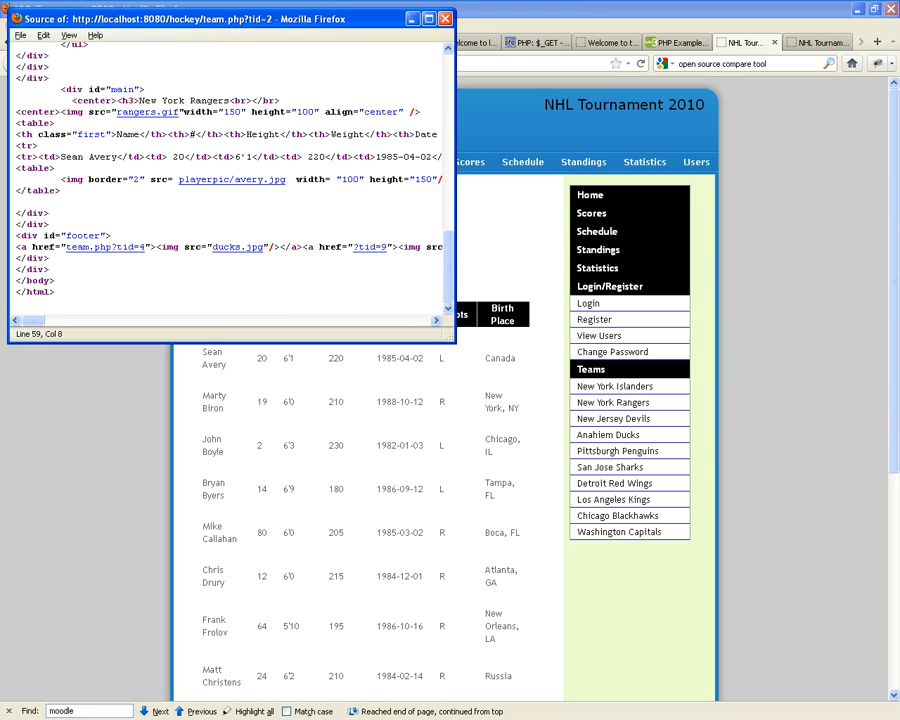 Source of: http://localhost:8080/hockey/team.php?tid=2 - Mozilla Firefox
File Edit View Help
</ul>
</div>
</div>
</div>
<div id="main">
<center><h3>New York Rangers<br></br>
<center><img src="rangers.gif"width="150" height="100" align="center" />
<table>
<th class="first">Name</th><th>#</th><th>Height</th><th>Weight</th><th>Date
<tr>
<tr><td>Sean Avery</td><td> 20</td><td>6'1</td><td> 220</td><td>1985-04-02</
<table>
<img border="2" src= playerpic/avery.jpg width= "100" height="150"/
</table>
</div>
</div>
<div id="footer">
<a href="team.php?tid=4"><img src="ducks.jpg"/></a><a href="?tid=9"><img src
</div>
</div>
</body>
</html>
Line 59, Col 8
elcome to l...
PHP: $_GET -...
Welcome to t...
PHP Example...
NHL Tour...
NHL Tournam...
open source compare tool
NHL Tournament 2010
Scores Schedule Standings Statistics Users
Home
Scores
Schedule
Standings
Statistics
Login/Register
Login
Register
View Users
Change Password
Teams
New York Islanders
New York Rangers
New Jersey Devils
Anahiem Ducks
Pittsburgh Penguins
San Jose Sharks
Detroit Red Wings
Los Angeles Kings
Chicago Blackhawks
Washington Capitals
ots Birth Place
Sean Avery 20 6'1 220 1985-04-02 L Canada
Marty Biron 19 6'0 210 1988-10-12 R New York, NY
John Boyle 2 6'3 230 1982-01-03 L Chicago, IL
Bryan Byers 14 6'9 180 1986-09-12 L Tampa, FL
Mike Callahan 80 6'0 205 1985-03-02 R Boca, FL
Chris Drury 12 6'0 215 1984-12-01 R Atlanta, GA
Frank Frolov 64 5'10 195 1986-10-16 R New Orleans, LA
Matt Christens 24 6'2 210 1984-02-14 R Russia
Find: moodle Next Previous Highlight all Match case Reached end of page, continued from top